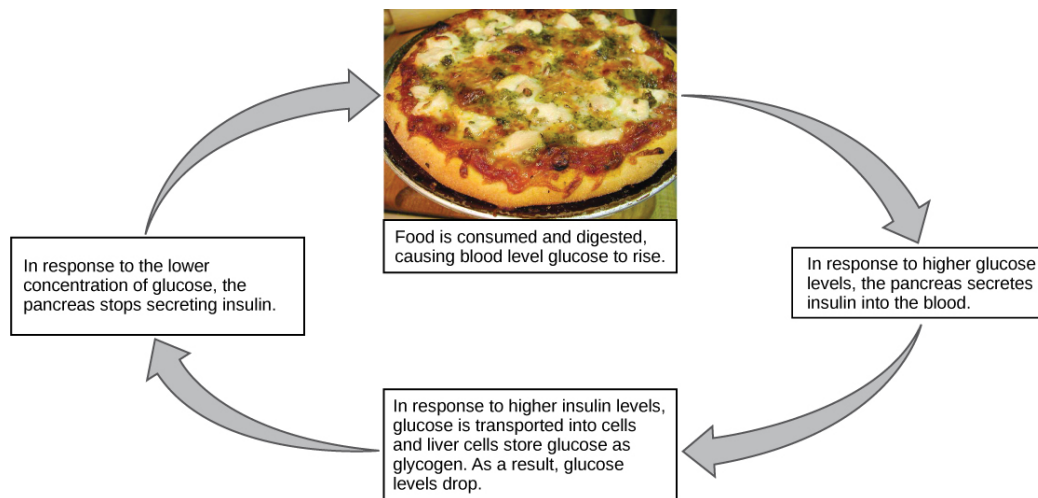 Food is consumed and digested,
causing blood level glucose to rise.
In response to higher glucose
levels, the pancreas secretes
insulin into the blood.
In response to higher insulin levels,
glucose is transported into cells
and liver cells store glucose as
glycogen. As a result, glucose
levels drop.
In response to the lower
concentration of glucose, the
pancreas stops secreting insulin.